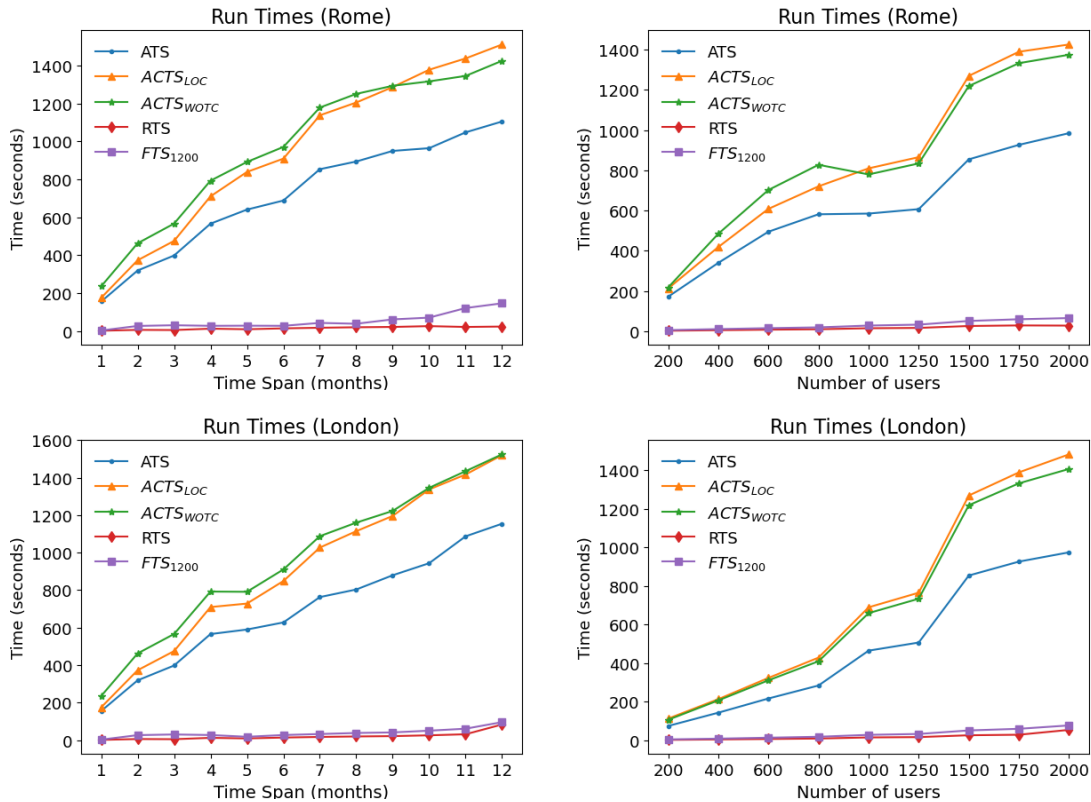 Run Times (Rome)
ATS
ACTS_LOC
ACTS_WOTC
RTS
FTS_1200
Time (seconds)
1400
1200
1000
800
600
400
200
0
1 2 3 4 5 6 7 8 9 10 11 12
Time Span (months)
Run Times (Rome)
ATS
ACTS_LOC
ACTS_WOTC
RTS
FTS_1200
Time (seconds)
1400
1200
1000
800
600
400
200
0
200 400 600 800 1000 1250 1500 1750 2000
Number of users
Run Times (London)
ATS
ACTS_LOC
ACTS_WOTC
RTS
FTS_1200
Time (seconds)
1600
1400
1200
1000
800
600
400
200
0
1 2 3 4 5 6 7 8 9 10 11 12
Time Span (months)
Run Times (London)
ATS
ACTS_LOC
ACTS_WOTC
RTS
FTS_1200
Time (seconds)
1400
1200
1000
800
600
400
200
0
200 400 600 800 1000 1250 1500 1750 2000
Number of users